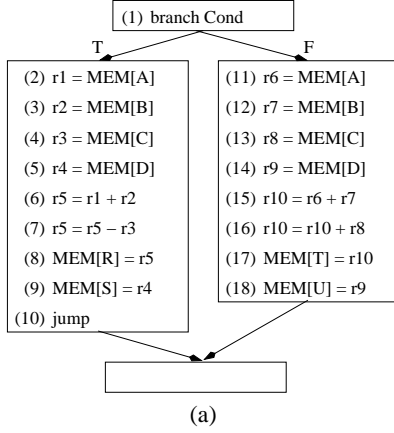 (1) branch Cond
T
F
(2) r1 = MEM[A]
(3) r2 = MEM[B]
(4) r3 = MEM[C]
(5) r4 = MEM[D]
(6) r5 = r1 + r2
(7) r5 = r5 - r3
(8) MEM[R] = r5
(9) MEM[S] = r4
(10) jump
(11) r6 = MEM[A]
(12) r7 = MEM[B]
(13) r8 = MEM[C]
(14) r9 = MEM[D]
(15) r10 = r6 + r7
(16) r10 = r10 + r8
(17) MEM[T] = r10
(18) MEM[U] = r9
(a)